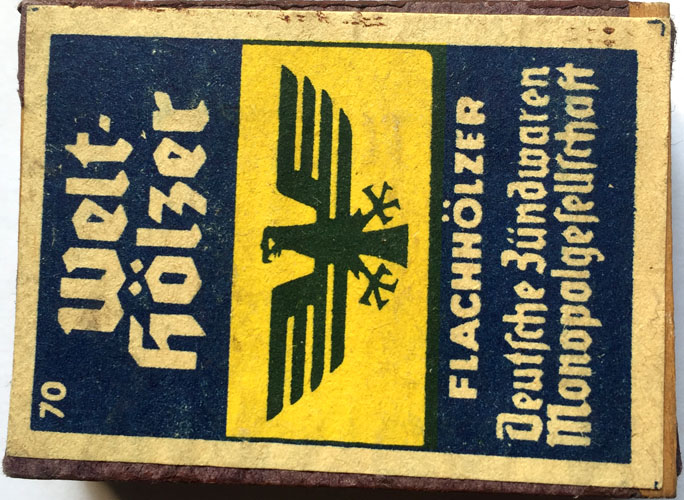 70
Welt-
Hölzer
FLACHHÖLZER
Deutſche Zündwaren
Monopolgeſellſchaft